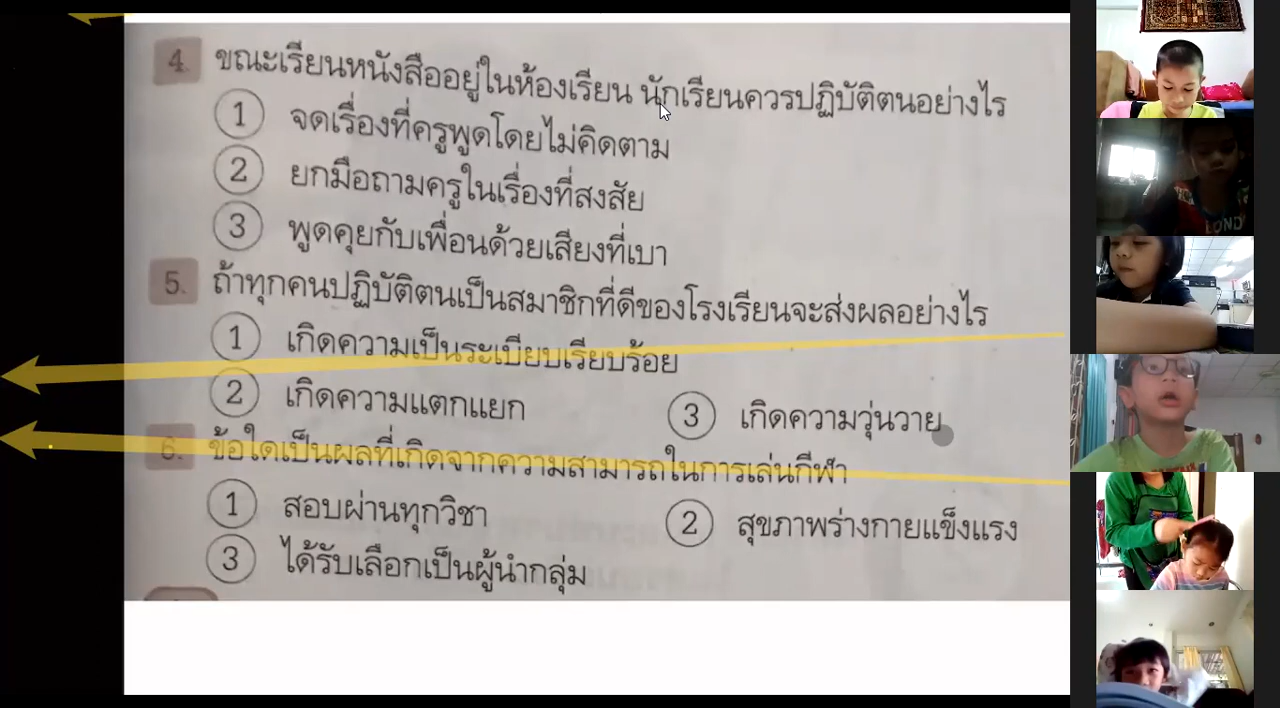 4. ขณะเรียนหนังสืออยู่ในห้องเรียน นักเรียนควรปฏิบัติตนอย่างไร
1 จดเรื่องที่ครูพูดโดยไม่คิดตาม
2 ยกมือถามครูในเรื่องที่สงสัย
3 พูดคุยกับเพื่อนด้วยเสียงที่เบา
5. ถ้าทุกคนปฏิบัติตนเป็นสมาชิกที่ดีของโรงเรียนจะส่งผลอย่างไร
1 เกิดความเป็นระเบียบเรียบร้อย
2 เกิดความแตกแยก 3 เกิดความวุ่นวาย
6. ข้อใดเป็นผลที่เกิดจากความสามารถในการเล่นกีฬา
1 สอบผ่านทุกวิชา 2 สุขภาพร่างกายแข็งแรง
3 ได้รับเลือกเป็นผู้นำกลุ่ม